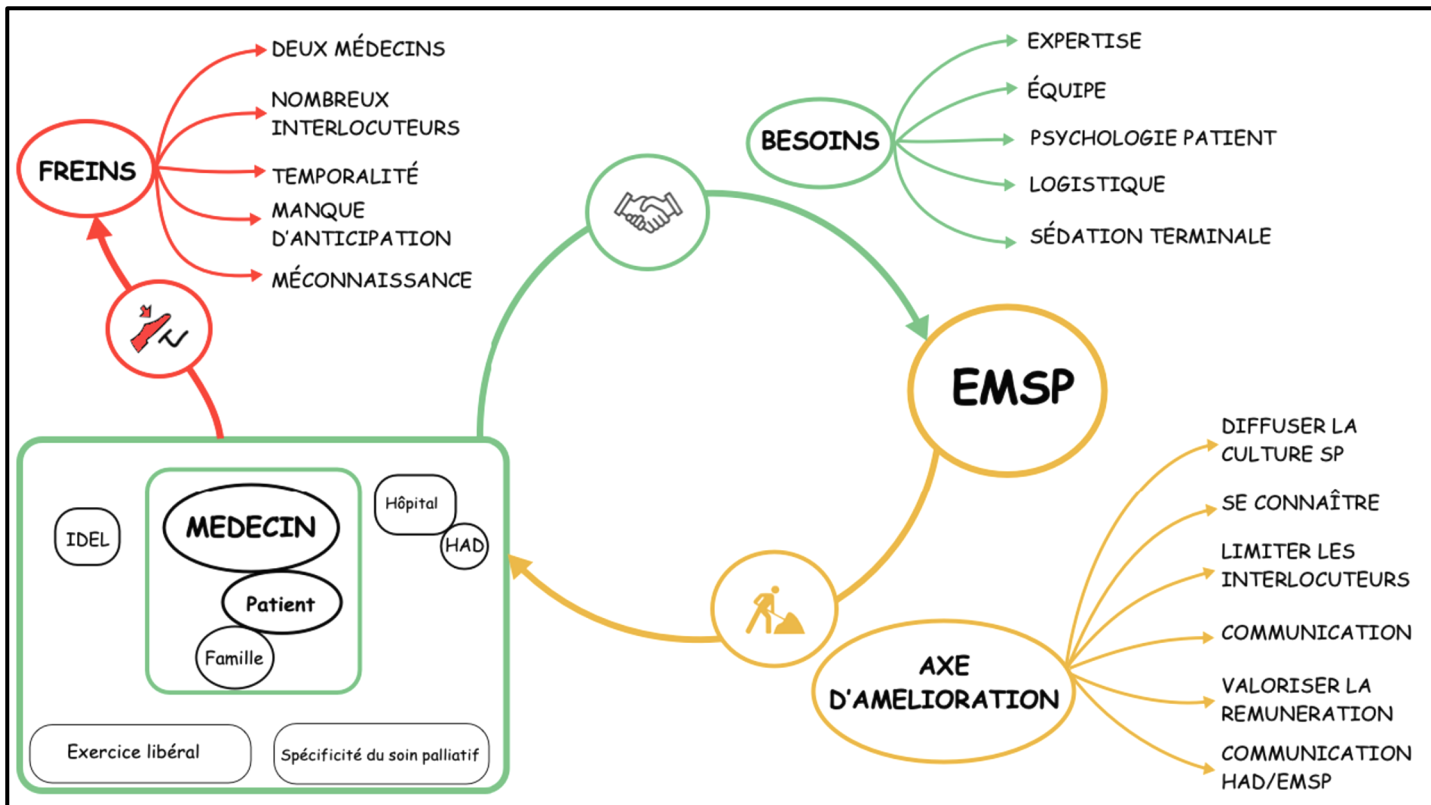 FREINS
DEUX MÉDECINS
NOMBREUX
INTERLOCUTEURS
TEMPORALITÉ
MANQUE
D'ANTICIPATION
MÉCONNAISSANCE
BESOINS
EXPERTISE
ÉQUIPE
PSYCHOLOGIE PATIENT
LOGISTIQUE
SÉDATION TERMINALE
EMSP
IDEL
MEDECIN
Patient
Famille
Hôpital
HAD
Exercice libéral
Spécificité du soin palliatif
AXE
D'AMELIORATION
DIFFUSER LA
CULTURE SP
SE CONNAÎTRE
LIMITER LES
INTERLOCUTEURS
COMMUNICATION
VALORISER LA
REMUNERATION
COMMUNICATION
HAD/EMSP